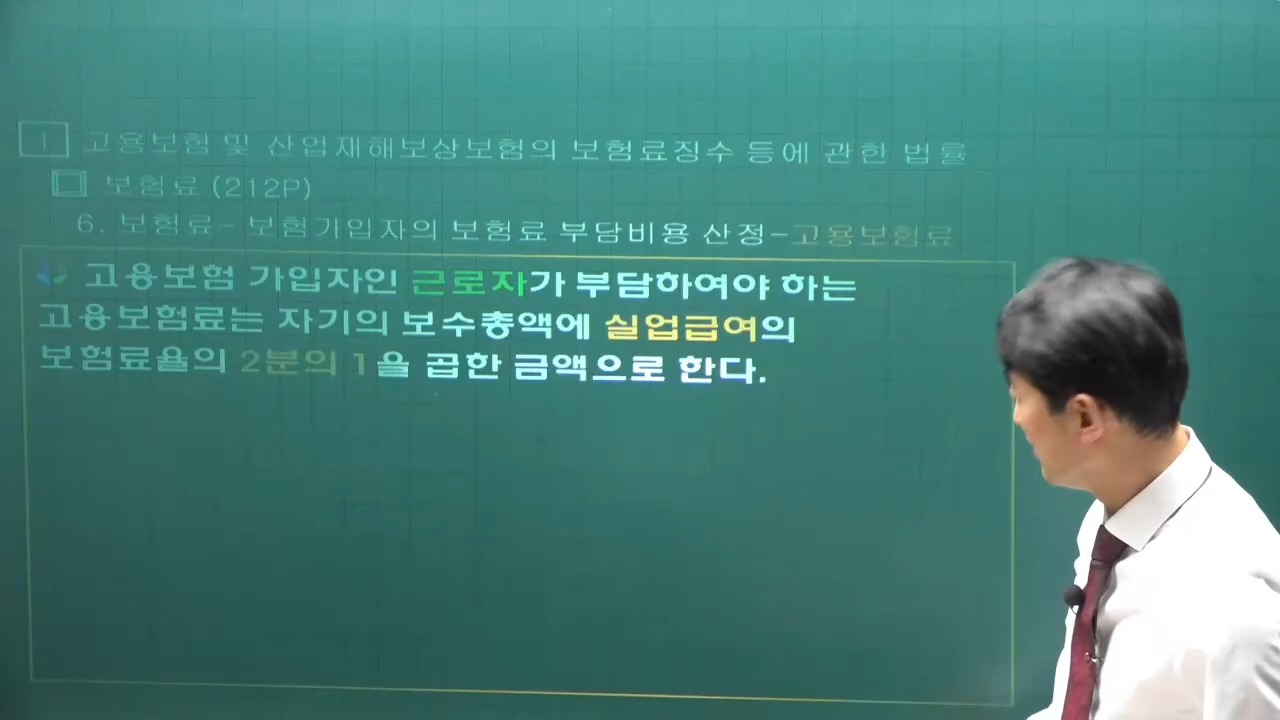 1 고용보험 및 산업재해보상보험의 보험료징수 등에 관한 법률
보험료 (212P)
6. 보험료- 보험가입자의 보험료 부담비용 산정-고용보험료
고용보험 가입자인 근로자가 부담하여야 하는
고용보험료는 자기의 보수총액에 실업급여의
보험료율의 2분의 1을 곱한 금액으로 한다.